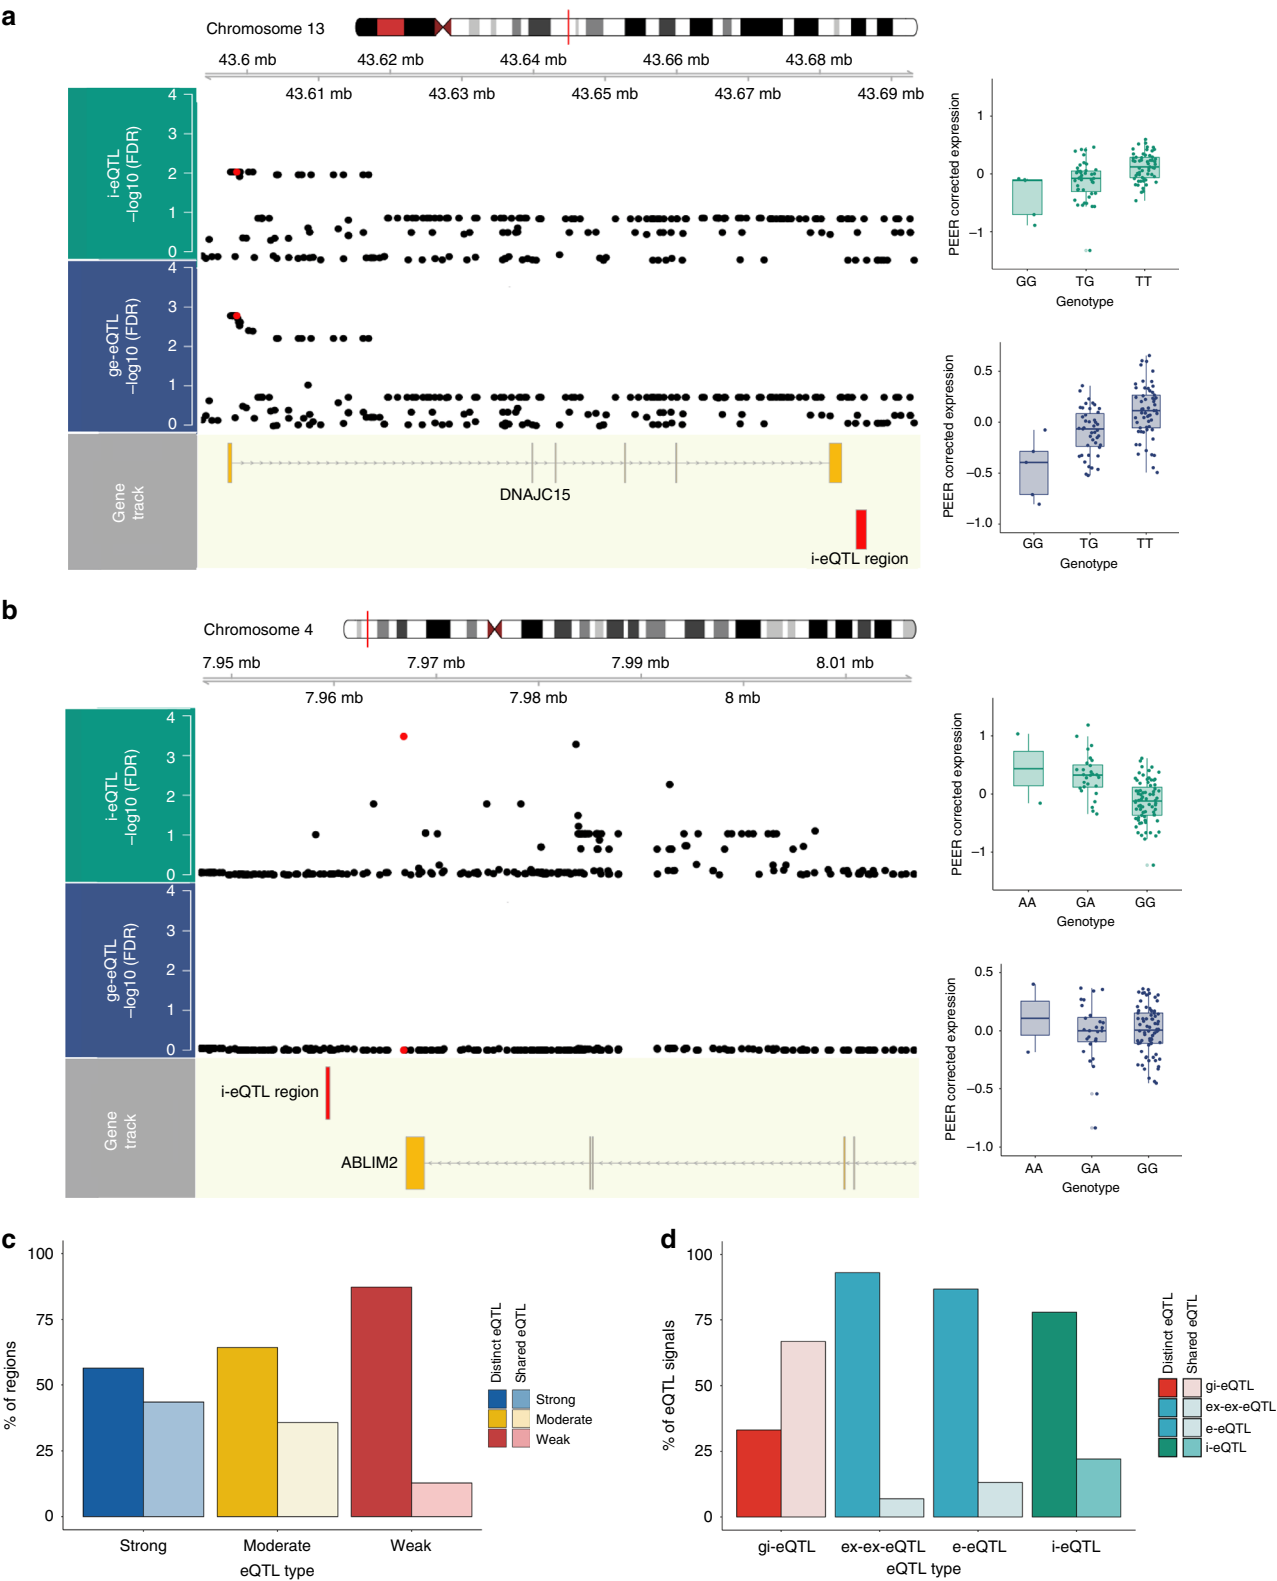 a
Chromosome 13
43.6 mb 43.62 mb 43.64 mb 43.66 mb 43.68 mb
43.61 mb 43.63 mb 43.65 mb 43.67 mb 43.69 mb
i-eQTL
−log10 (FDR)
4
3
2
1
0
ge-eQTL
−log10 (FDR)
4
3
2
1
0
Gene
track
DNAJC15
i-eQTL region
PEER corrected expression
1
0
−1
GG TG TT
Genotype
PEER corrected expression
0.5
0.0
−0.5
−1.0
GG TG TT
Genotype
b
Chromosome 4
7.95 mb 7.97 mb 7.99 mb 8.01 mb
7.96 mb 7.98 mb 8 mb
i-eQTL
−log10 (FDR)
4
3
2
1
0
ge-eQTL
−log10 (FDR)
4
3
2
1
0
Gene
track
i-eQTL region
ABLIM2
PEER corrected expression
1
0
−1
AA GA GG
Genotype
PEER corrected expression
0.5
0.0
−0.5
−1.0
AA GA GG
Genotype
c
% of regions
100
75
50
25
0
Strong Moderate Weak
eQTL type
Distinct eQTL
Shared eQTL
Strong
Moderate
Weak
d
% of eQTL signals
100
75
50
25
0
gi-eQTL ex-ex-eQTL e-eQTL i-eQTL
eQTL type
Distinct eQTL
Shared eQTL
gi-eQTL
ex-ex-eQTL
e-eQTL
i-eQTL